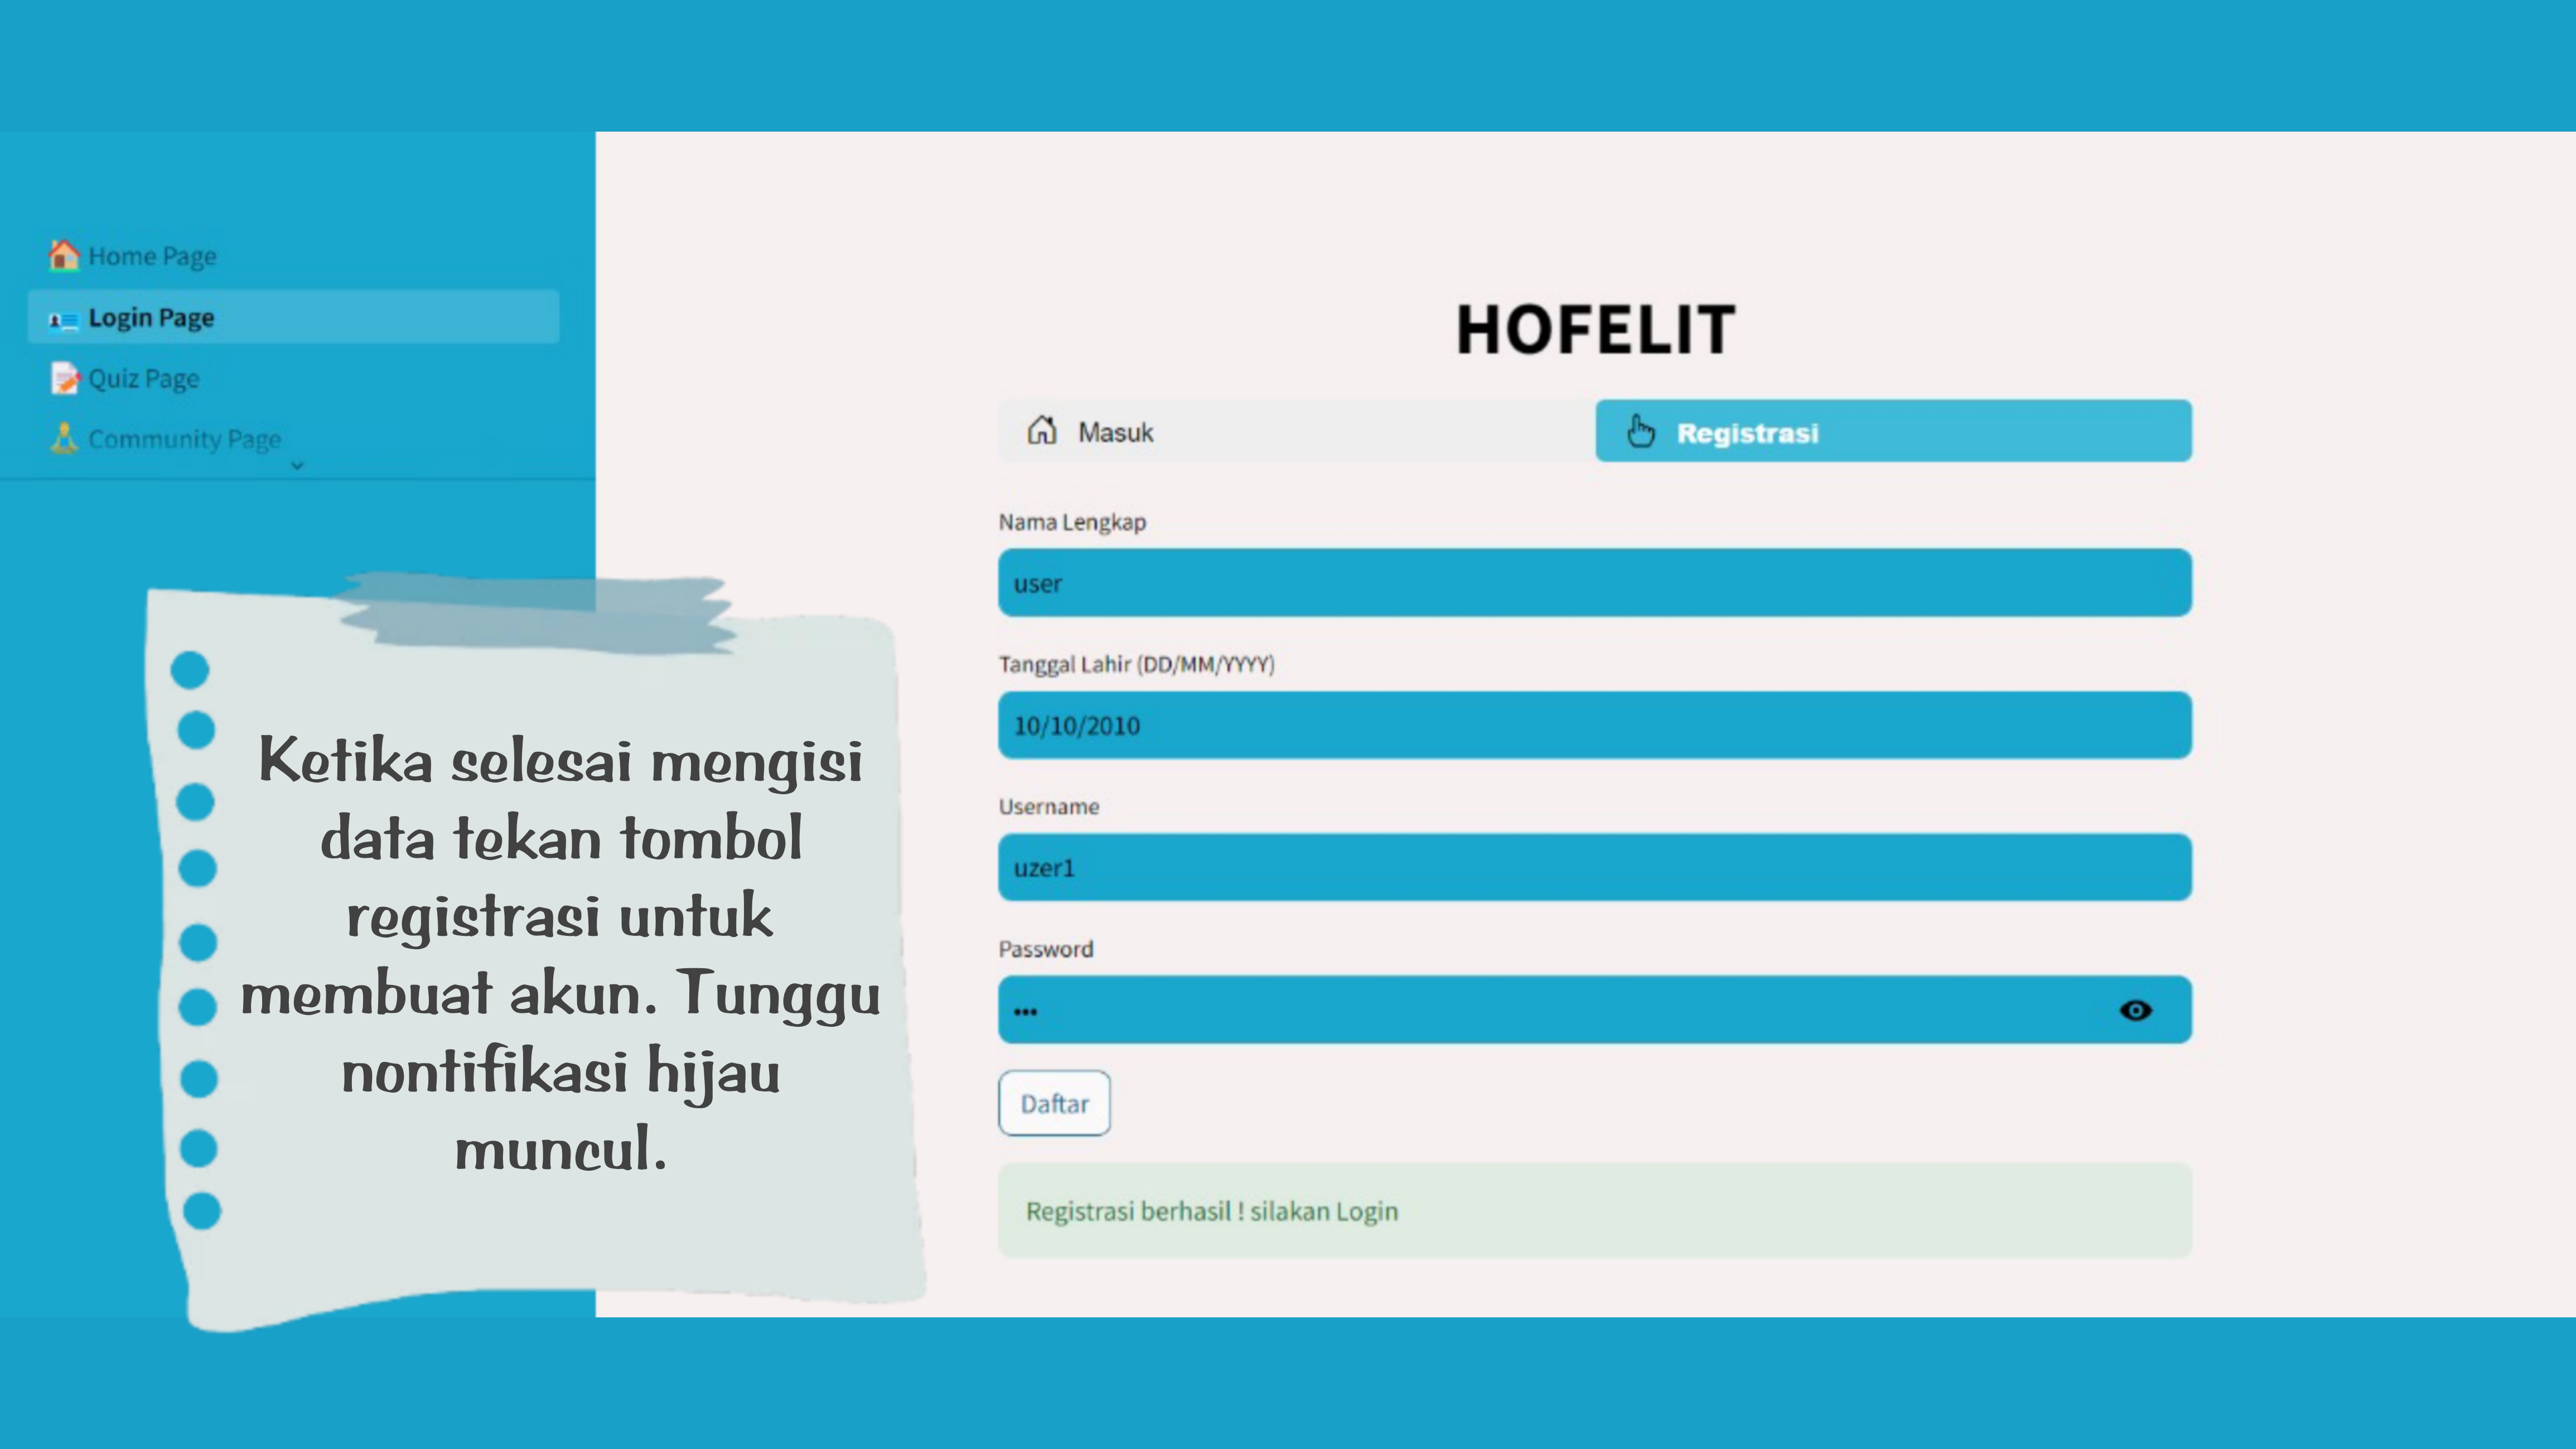 Home Page
Login Page
Quiz Page
Community Page
HOFELIT
Masuk
Registrasi
Nama Lengkap
user
Tanggal Lahir (DD/MM/YYYY)
10/10/2010
Username
uzer1
Password
•••
Daftar
Registrasi berhasil ! silakan Login
Ketika selesai mengisi
data tekan tombol
registrasi untuk
membuat akun. Tunggu
nontifikasi hijau
muncul.